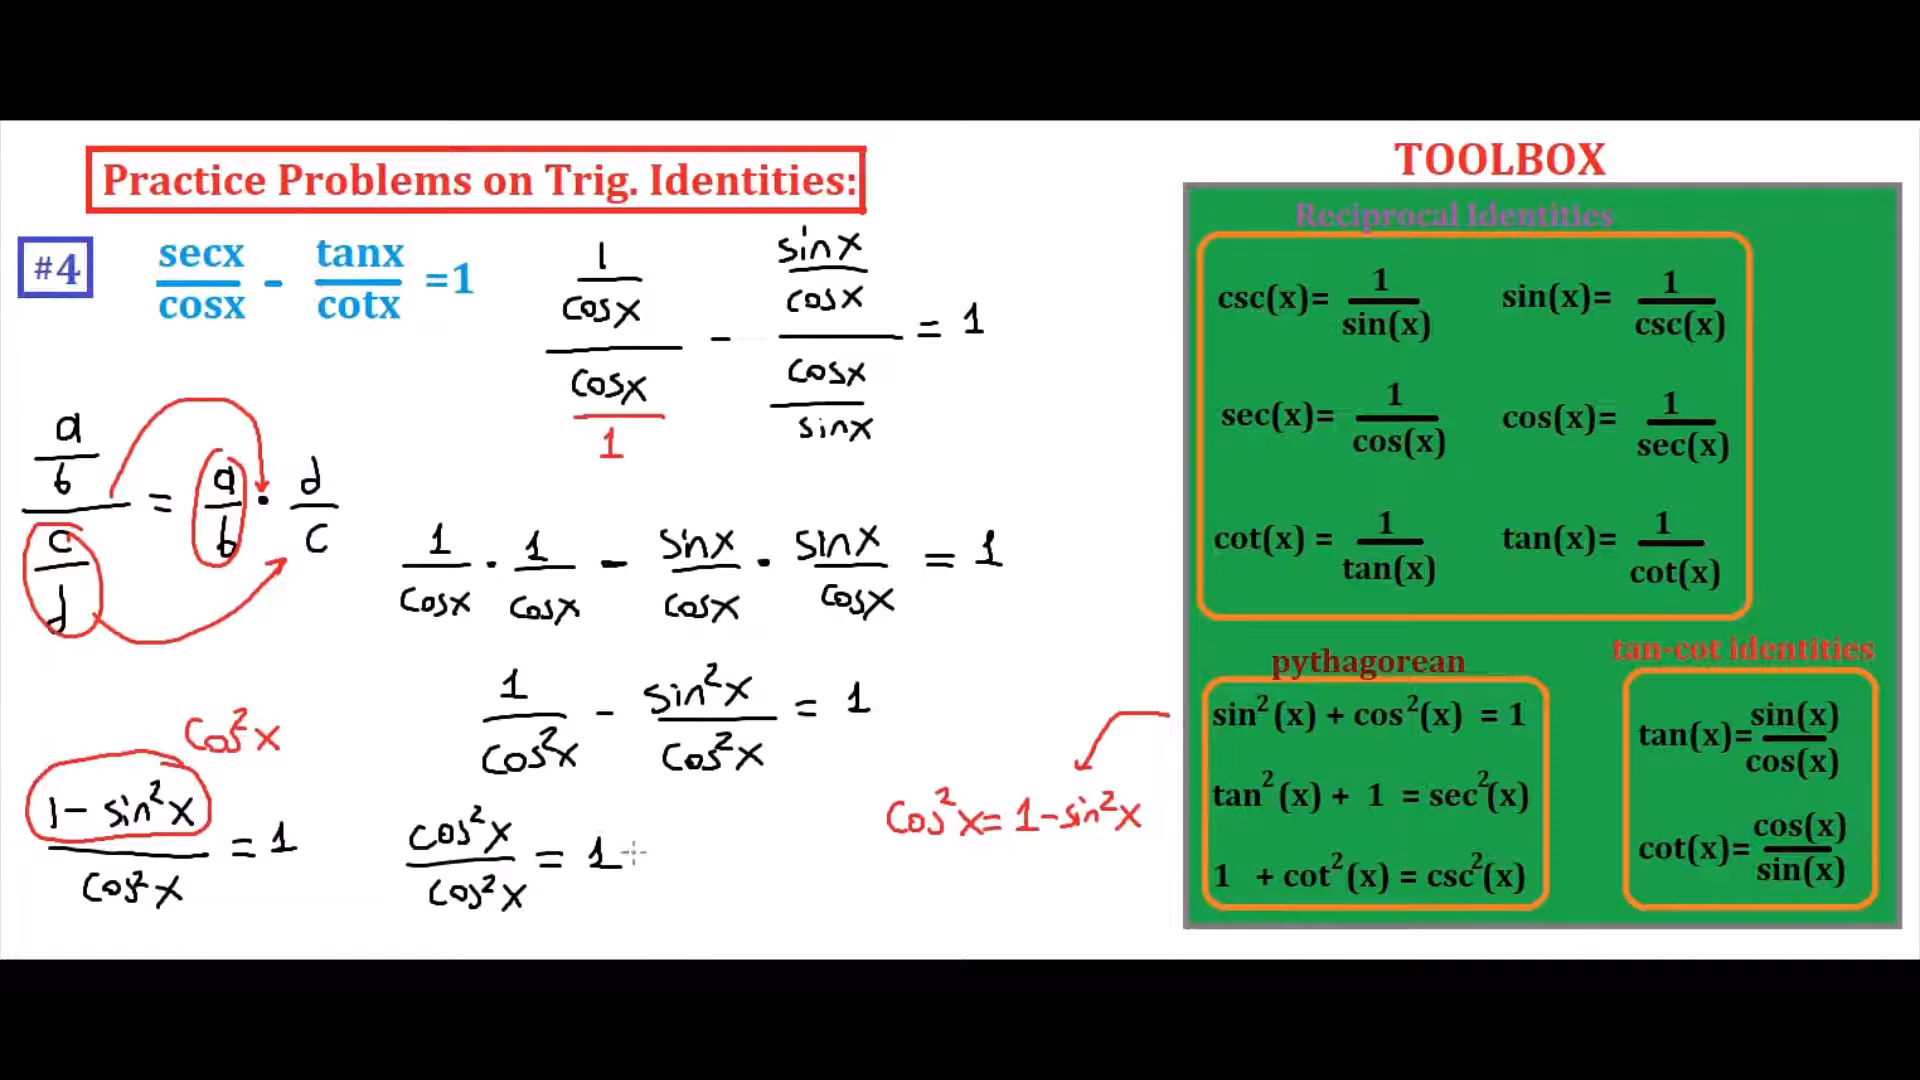 Practice Problems on Trig. Identities:
#4
secx/cosx - tanx/cotx =1
(1/cosx)/(cosx/1) - (sinx/cosx)/(cosx/sinx) = 1
(a/b)/(c/d) = a/b · d/c
1/cosx · 1/cosx - sinx/cosx · sinx/cosx = 1
1/cos²x - sin²x/cos²x = 1
cos²x
(1-sin²x)/cos²x = 1
cos²x/cos²x = 1
cos²x = 1-sin²x
TOOLBOX
Reciprocal Identities
csc(x)= 1/sin(x)
sin(x)= 1/csc(x)
sec(x)= 1/cos(x)
cos(x)= 1/sec(x)
cot(x) = 1/tan(x)
tan(x)= 1/cot(x)
pythagorean
sin²(x) + cos²(x) = 1
tan²(x) + 1 = sec²(x)
1 + cot²(x) = csc²(x)
tan-cot identities
tan(x)= sin(x)/cos(x)
cot(x)= cos(x)/sin(x)